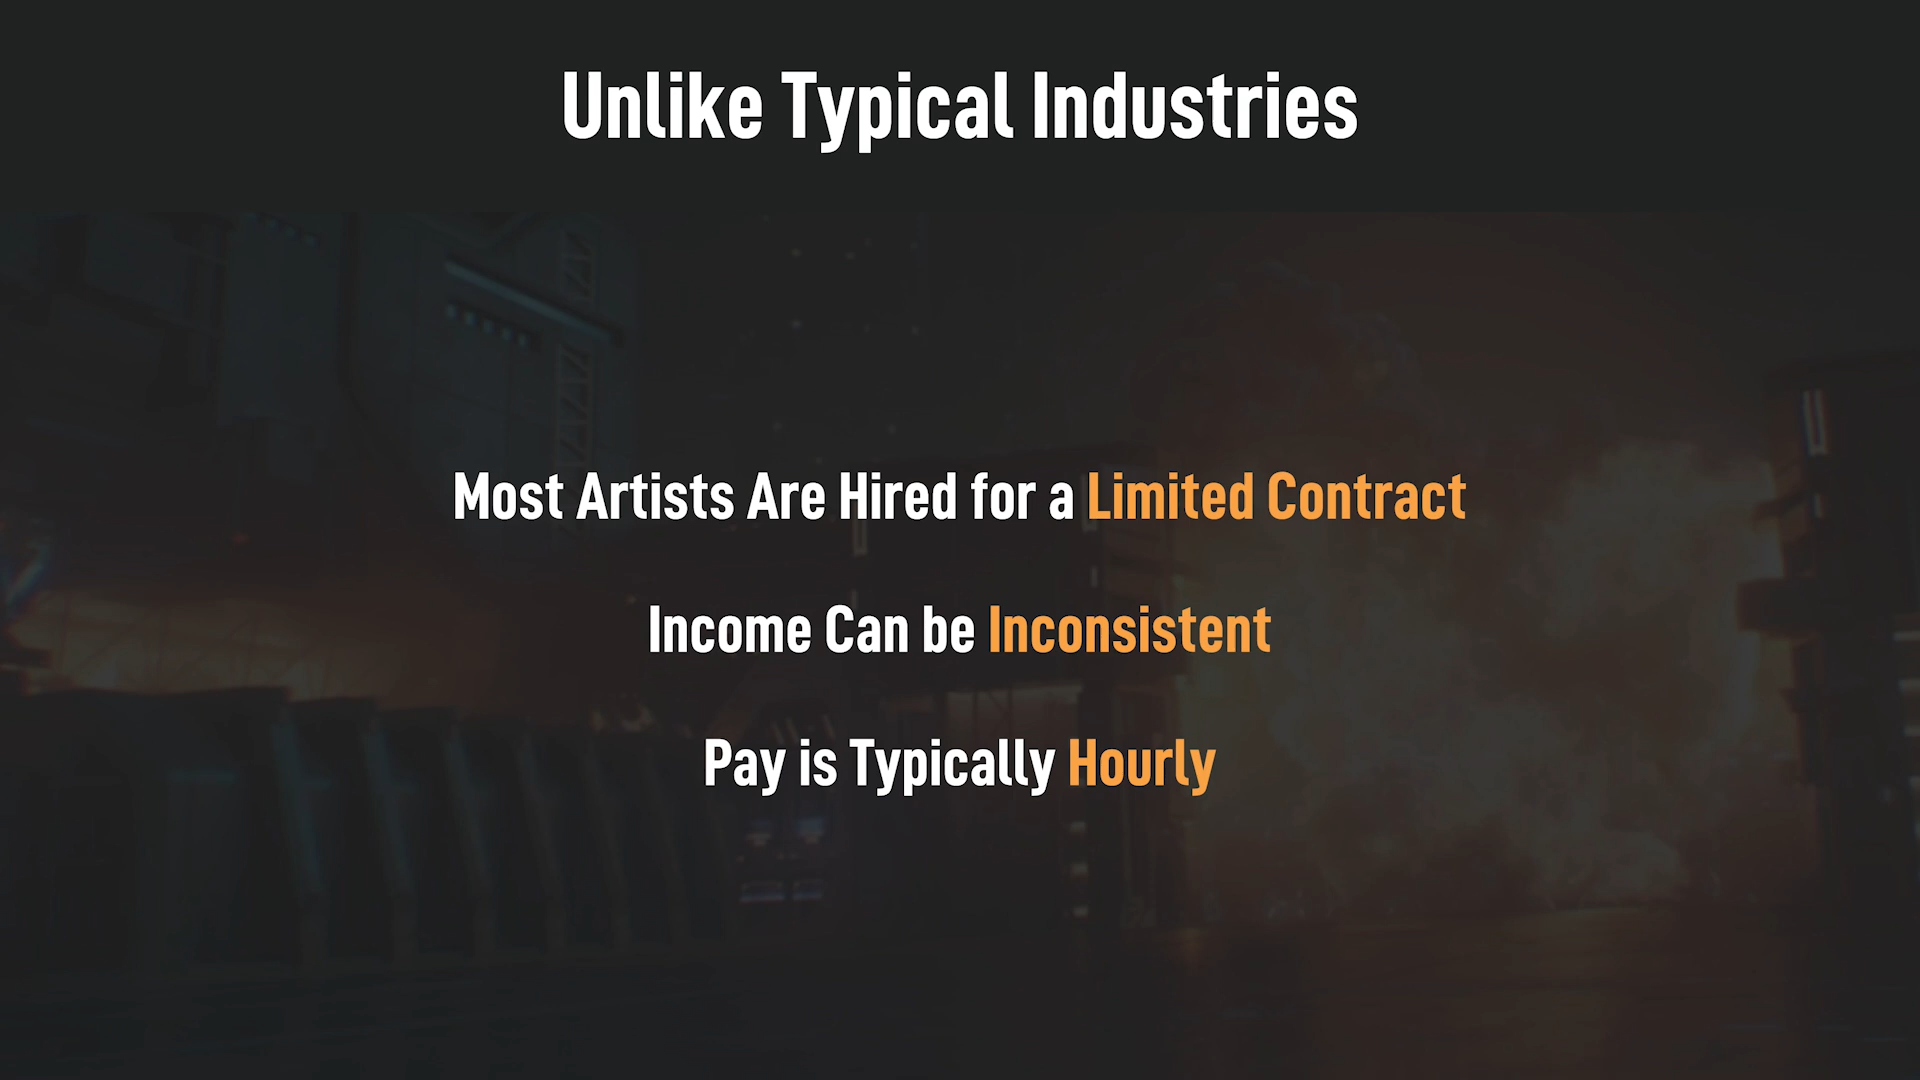 Unlike Typical Industries
Most Artists Are Hired for a Limited Contract
Income Can be Inconsistent
Pay is Typically Hourly